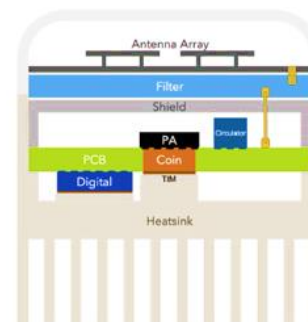 Antenna Array
Filter
Shield
PA
Circulator
PCB
Coin
Digital
TIM
Heatsink